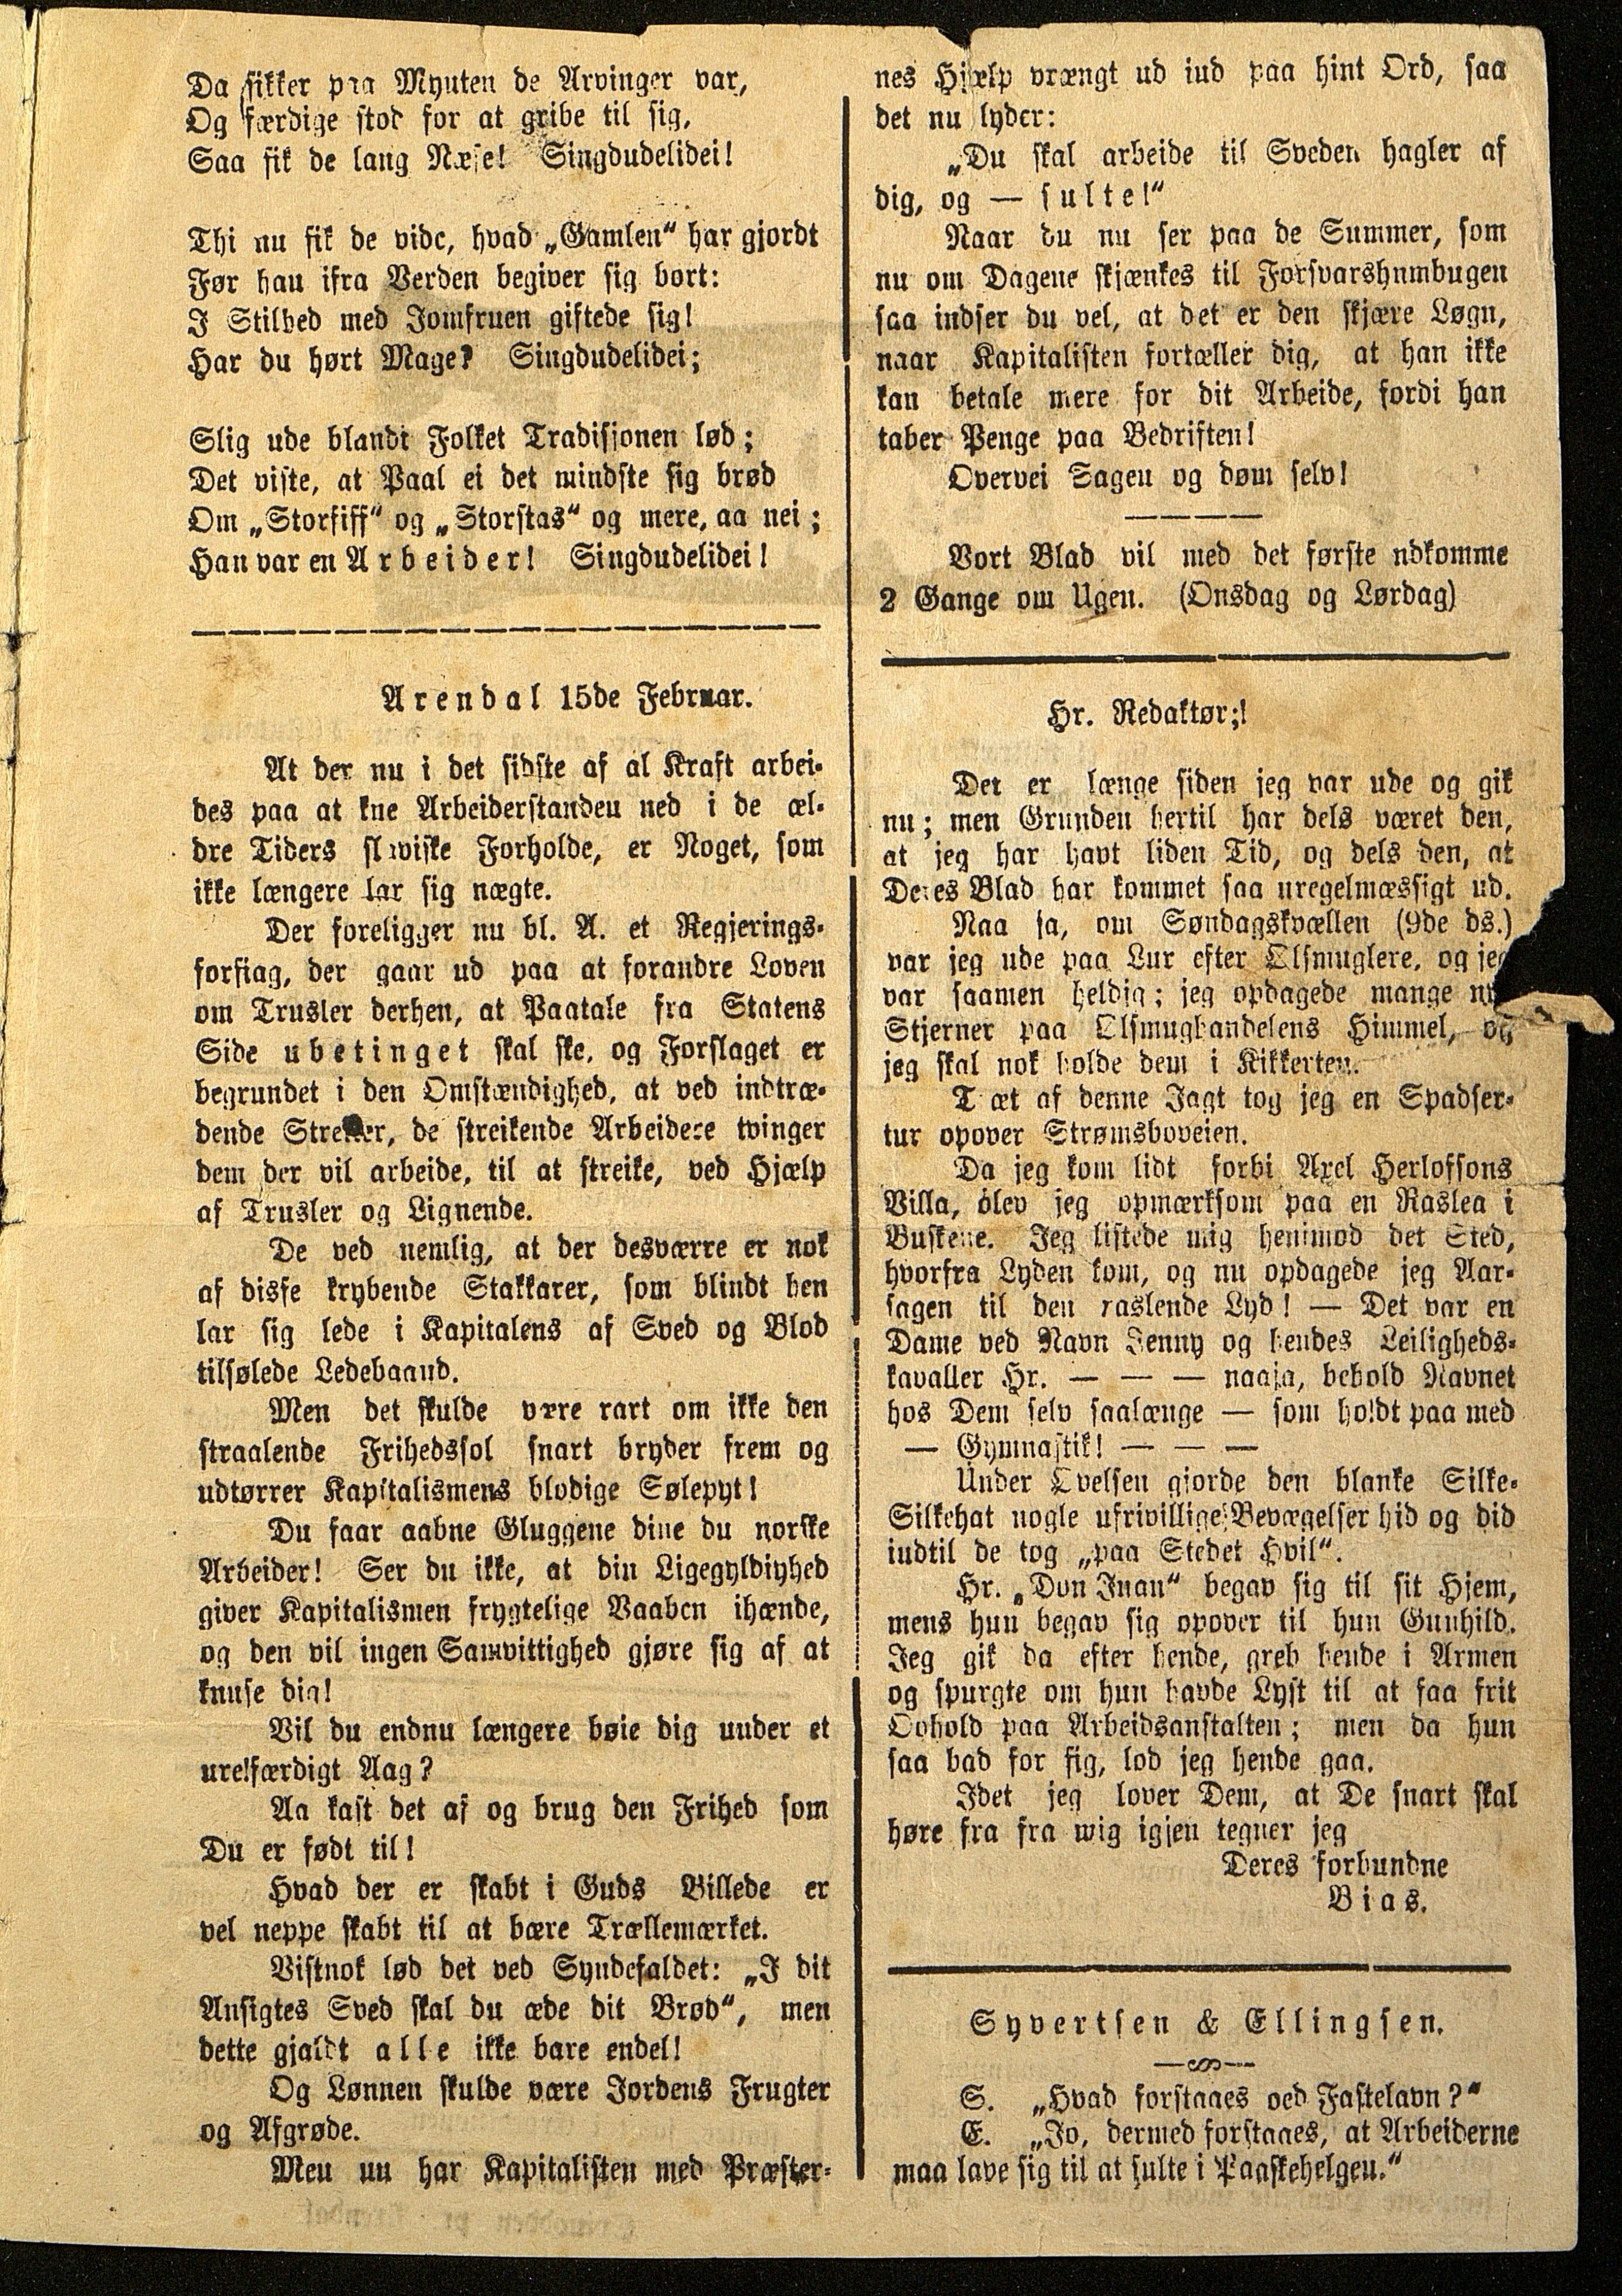 Da sikker paa Mynten de Arvinger var,
Og færdige stod for at gribe til sig,
Saa fik de lang Næse! Singdudelidei!
Thi nu fik de vide, hvad „Gamlen“ har gjordt
Før hau ifra Verden begiver sig bort:
I Stilhed med Jomfruen giftede sig!
Har du hørt Mage? Singdudelidei;
Slig ude blandt Folket Tradisjonen lød;
Det viste, at Paal ei det mindste sig brød
Om „Storfiff“ og „Storstas“ og mere, aa nei;
Han var en Arbeider! Singdudelidei!
Arendal 15de Februar.
At der nu i det sidste af al Kraft arbei-
des paa at kne Arbeiderstanden ned i de æl-
dre Tiders slaviske Forholde, er Noget, som
ikke længere lar sig nægte.
Der foreligger nu bl. A. et Regjerings-
forslag, der gaar ud paa at forandre Loven
om Trusler derhen, at Paatale fra Statens
Side ubetinget skal ske, og Forslaget er
begrundet i den Omstændighed, at ved indtræ-
dende Streiker, de streikende Arbeidere tvinger
dem der vil arbeide, til at streike, ved Hjælp
af Trusler og Lignende.
De ved nemlig, at der desværre er nok
af disse krybende Stakkarer, som blindt hen
lar sig lede i Kapitalens af Sved og Blod
tilsølede Ledebaand.
Men det skulde være rart om ikke den
straalende Frihedssol snart bryder frem og
udtørrer Kapitalismens blodige Sølepyt!
Du faar aabne Gluggene dine du norske
Arbeider! Ser du ikke, at din Ligegyldiyhed
giver Kapitalismen frygtelige Vaaben ihænde,
og den vil ingen Samvittighed gjøre sig af at
knuse dig!
Vil du endnu længere bøie dig under et
uretfærdigt Aag?
Aa kast det af og brug den Frihed som
Du er født til!
Hvad der er skabt i Guds Billede er
vel neppe skabt til at bære Trællemærket.
Vistnok lød det ved Syndefaldet: „I dit
Ansigtes Sved skal du æde dit Brød“, men
dette gjaldt alle ikke bare endel!
Og Lønnen skulde være Jordens Frugter
og Afgrøde.
Men nu har Kapitalisten med Præster-
nes Hjælp vrængt ud iud paa hint Ord, saa
det nu lyder:
„Du skal arbeide til Sveden hagler af
dig, og — sulte!“
Naar du nu ser paa de Summer, som
nu om Dagene skjænkes til Forsvarshumbugen
saa indser du vel, at det er den skjære Løgn,
naar Kapitalisten fortæller dig, at han ikke
kan betale mere for dit Arbeide, fordi han
taber Penge paa Bedriften!
Overvei Sagen og døm selv!
Vort Blad vil med det første ndkomme
2 Gange om Ugen. (Onsdag og Lørdag)
Hr. Redaktør;!
Det er længe siden jeg var ude og gik
nu; men Grunden hertil har dels været den,
at jeg har havt liden Tid, og dels den, at
Deres Blad har kommet saa uregelmæssigt ud.
Naa ja, om Søndagskvællen (9de ds.)
var jeg ude paa Lur efter Ølsmuglere, og jeg
var saamen heldig; jeg opdagede mange
Stjerner paa Ølsmughandelens Himmel, og
jeg skal nok holde dem i Kikkerten.
Tæt af denne Jagt tog jeg en Spadser-
tur opover Strømsboveien.
Da jeg kom lidt forbi Axel Herlofsons
Villa, blev jeg opmærksom paa en Raslea i
Buskene. Jeg listede mig henimod det Sted,
hvorfra Lyden kom, og nu opdagede jeg Aar-
sagen til den raslende Lyd! — Det var en
Dame ved Navn Jenny og hendes Leiligheds-
kavaller Hr. — — — naaja, behold Navnet
hos Dem selv saalænge — som holdt paa med
— Gymnastik! — — —
Under Øvelsen gjorde den blanke Silke-
Silkehat nogle ufrivillige Bevægelser hid og did
indtil de tog „paa Stedet Hvil“.
Hr. „Don Juan“ begav sig til sit Hjem,
mens hun begav sig opover til hun Gunhild.
Jeg gik da efter hende, greb hende i Armen
og spurgte om hun havde Lyst til at faa frit
Ophold paa Arbeidsanstalten; men da hun
saa bad for sig, lod jeg hende gaa.
Idet jeg lover Dem, at De snart skal
høre fra fra mig igjen tegner jeg
Deres forbundne
Bias.
Syvertsen & Ellingsen.
S. „Hvad forstaaes ved Fastelavn?“
E. „Jo, dermed forstaaes, at Arbeiderne
maa lave sig til at sulte i Paaskehelgen.“